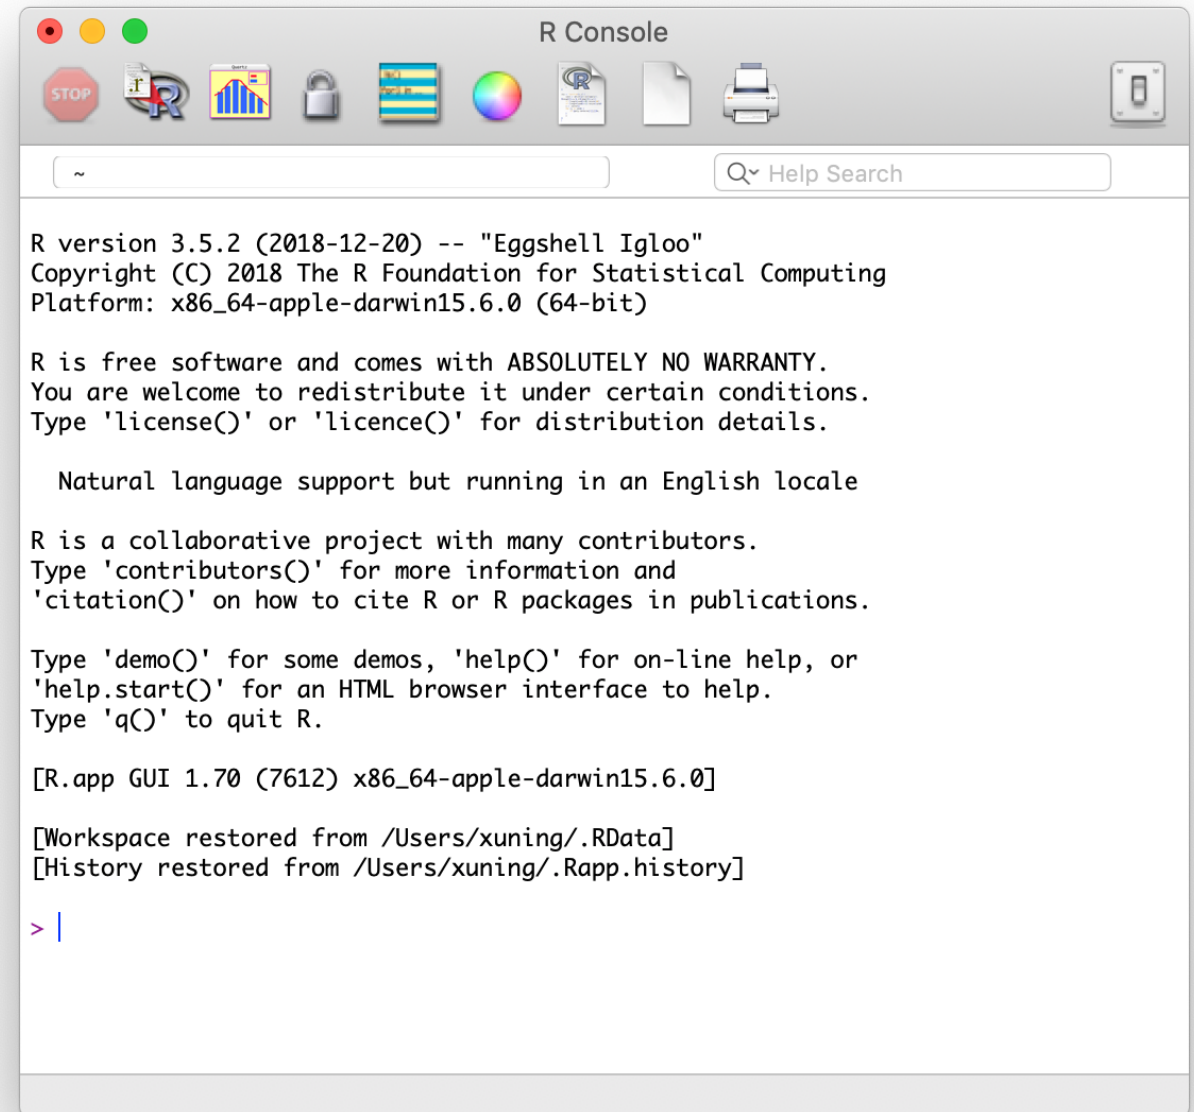 R Console
STOP
~
Help Search
R version 3.5.2 (2018-12-20) -- "Eggshell Igloo"
Copyright (C) 2018 The R Foundation for Statistical Computing
Platform: x86_64-apple-darwin15.6.0 (64-bit)
R is free software and comes with ABSOLUTELY NO WARRANTY.
You are welcome to redistribute it under certain conditions.
Type 'license()' or 'licence()' for distribution details.
Natural language support but running in an English locale
R is a collaborative project with many contributors.
Type 'contributors()' for more information and
'citation()' on how to cite R or R packages in publications.
Type 'demo()' for some demos, 'help()' for on-line help, or
'help.start()' for an HTML browser interface to help.
Type 'q()' to quit R.
[R.app GUI 1.70 (7612) x86_64-apple-darwin15.6.0]
[Workspace restored from /Users/xuning/.RData]
[History restored from /Users/xuning/.Rapp.history]
>